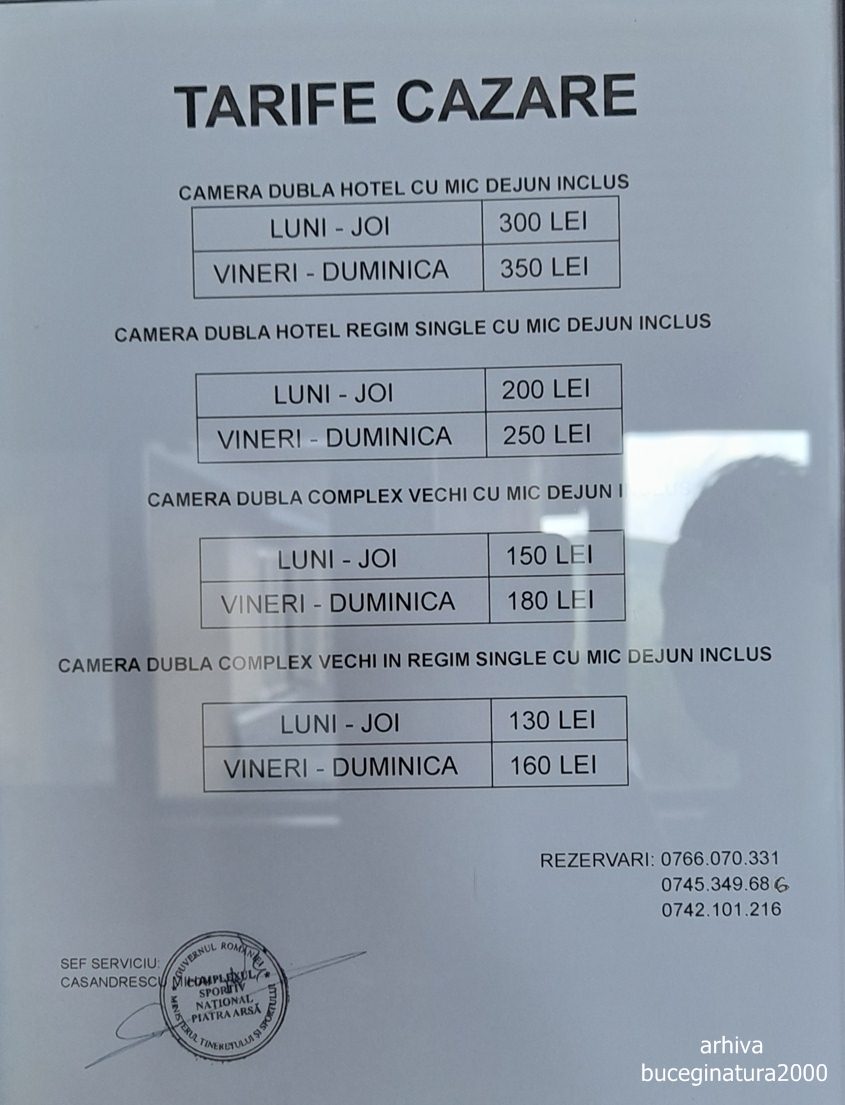 TARIFE CAZARE
CAMERA DUBLA HOTEL CU MIC DEJUN INCLUS
LUNI - JOI 300 LEI
VINERI - DUMINICA 350 LEI
CAMERA DUBLA HOTEL REGIM SINGLE CU MIC DEJUN INCLUS
LUNI - JOI 200 LEI
VINERI - DUMINICA 250 LEI
CAMERA DUBLA COMPLEX VECHI CU MIC DEJUN
LUNI - JOI 150 LEI
VINERI - DUMINICA 180 LEI
CAMERA DUBLA COMPLEX VECHI IN REGIM SINGLE CU MIC DEJUN INCLUS
LUNI - JOI 130 LEI
VINERI - DUMINICA 160 LEI
REZERVARI: 0766.070.331
0745.349.686
0742.101.216
SEF SERVICIU:
CASANDRESCU
GUVERNUL ROMÂNIEI
COMPLEXUL
SPORTIV
NAŢIONAL
PIATRA ARSĂ
MINISTERUL TINERETULUI ŞI SPORTULUI
arhiva
buceginatura2000